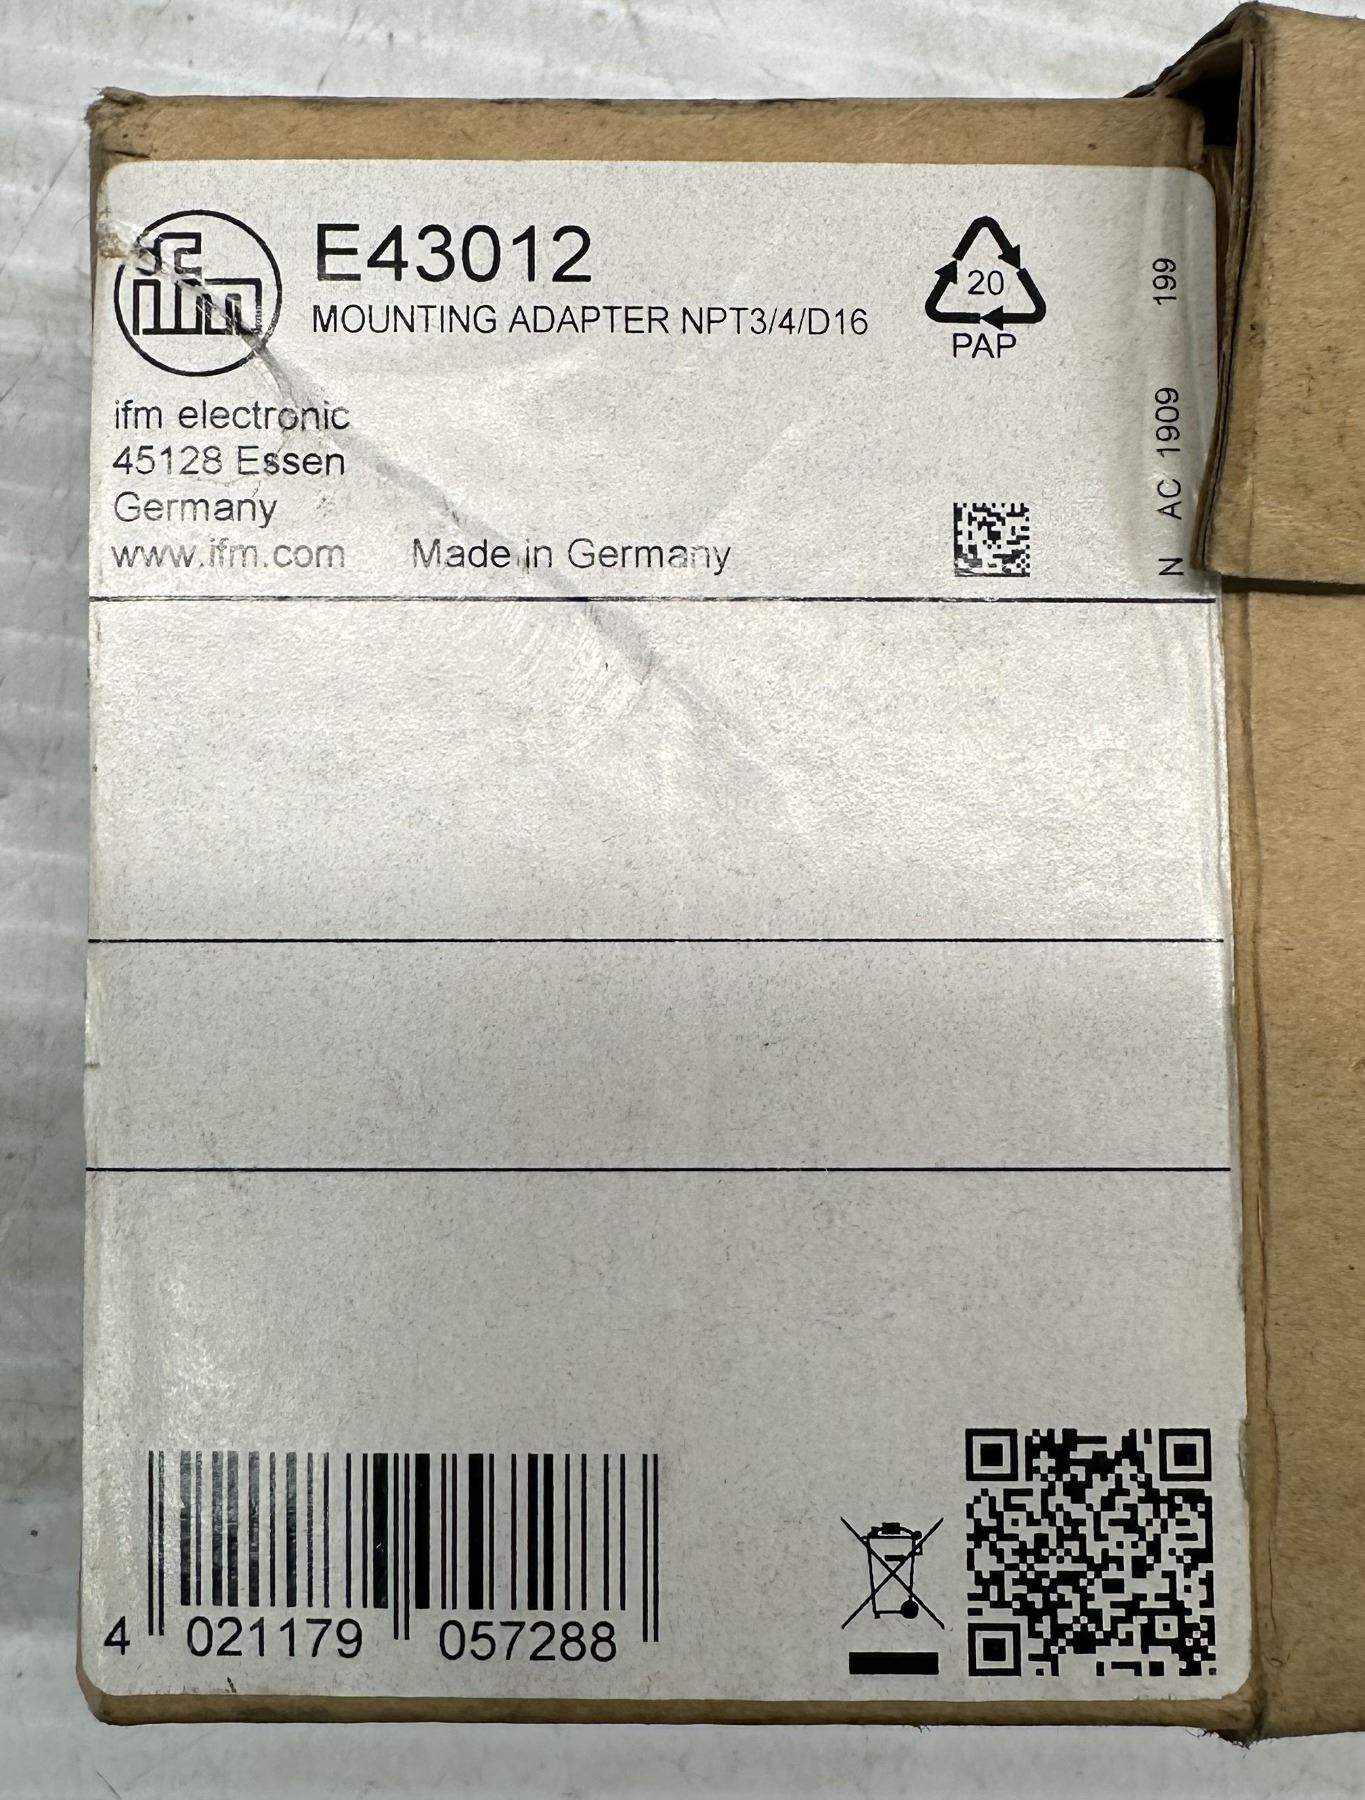 ifm
E43012
MOUNTING ADAPTER NPT3/4/D16
20
PAP
ifm electronic
45128 Essen
Germany
www.ifm.com
Made in Germany
N AC 1909 199
4 021179 057288